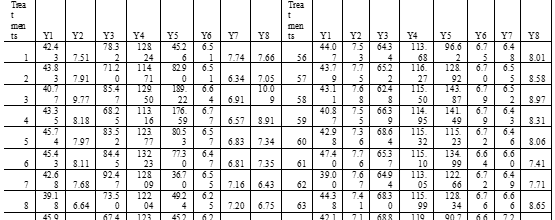 Trea Trea
t t
men men
ts Y1 Y2 Y3 Y4 Y5 Y6 Y7 Y8 ts Y1 Y2 Y3 Y4 Y5 Y6 Y7 Y8
42.4 78.3 128. 45.2 6.5 44.0 7.5 64.3 113. 96.6 6.7 6.4
1 3 7.51 2 24 6 1 7.74 7.66 56 7 3 4 68 2 5 8 8.01
43.8 71.2 114. 82.9 6.5 43.7 7.7 65.2 116. 128. 6.7 6.5
2 3 7.91 0 71 0 1 6.34 7.05 57 9 5 2 27 92 0 5 8.58
40.7 85.4 129. 189. 6.6 10.0 43.1 7.6 62.4 115. 143. 6.7 6.5
3 7 9.77 7 50 22 4 6.91 9 58 1 8 8 50 87 9 2 8.97
43.3 68.2 113. 176. 6.7 40.8 7.5 66.3 114. 141. 6.7 6.4
4 5 8.18 5 16 59 7 6.57 8.91 59 7 5 9 95 49 9 3 8.31
45.7 83.5 123. 80.5 6.5 42.9 7.3 68.6 115. 115. 6.7 6.4
5 4 7.97 2 77 3 7 6.83 7.34 60 8 6 4 32 23 2 6 8.06
45.4 84.4 132. 77.3 6.4 47.4 7.7 65.3 115. 134. 6.6 6.6
6 3 8.11 5 23 0 7 6.81 7.35 61 0 6 7 10 99 4 0 7.41
42.6 92.4 128. 36.7 6.5 39.0 7.6 64.9 113. 122. 6.7 6.4
7 8 7.68 7 09 0 5 7.16 6.43 62 0 7 4 05 66 2 9 7.71
39.1 73.5 122. 49.2 6.2 44.3 7.4 68.3 115. 128. 6.7 6.6
8 8 6.64 0 04 4 5 7.20 6.75 63 8 1 0 99 34 6 6 8.65
45.9 67.4 123. 45.2 6.2 42.1 7.1 68.8 119. 90.7 6.6 7.2